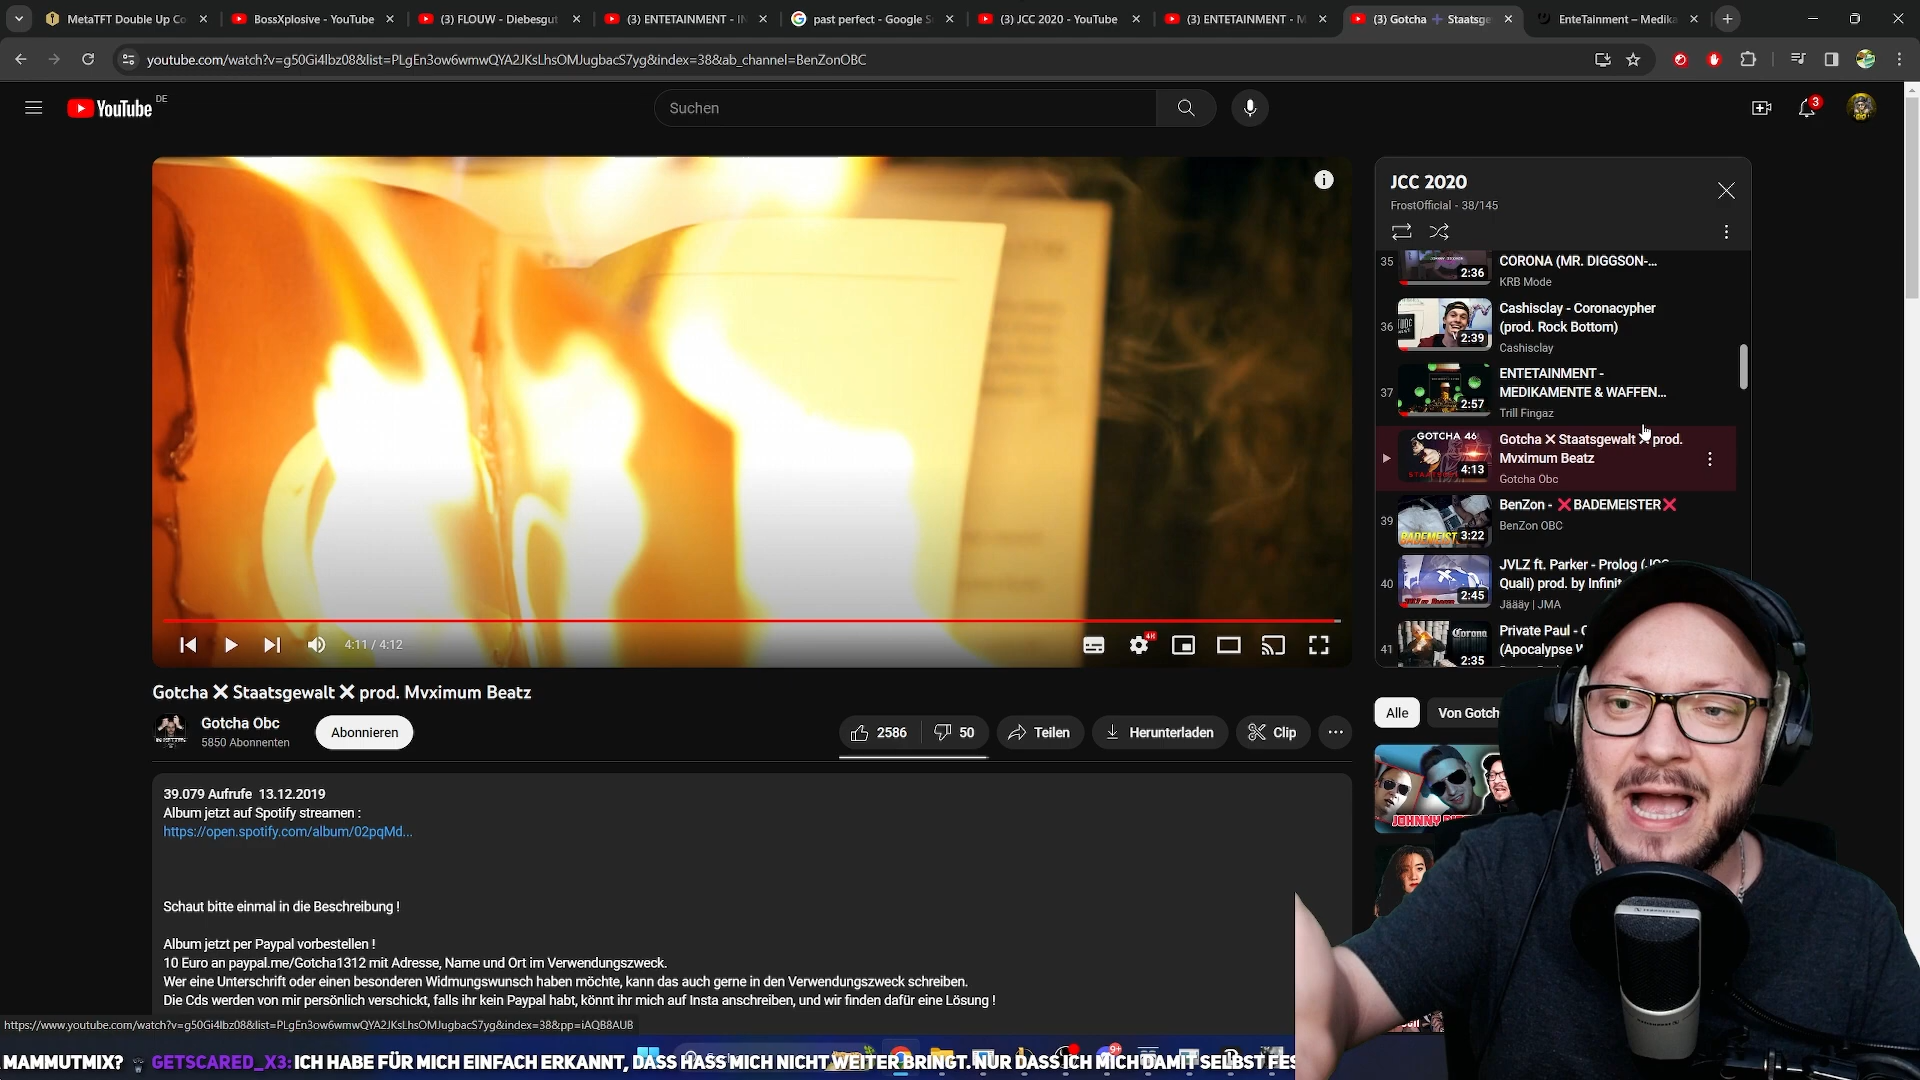 MetaTFT Double Up Co
BossXplosive - YouTube
(3) FLOUW - Diebesgut
(3) ENTETAINMENT - IN
past perfect - Google S
(3) JCC 2020 - YouTube
(3) ENTETAINMENT - M
(3) Gotcha ➕ Staatsge
EnteTainment – Medika
youtube.com/watch?v=g50Gi4lbz08&list=PLgEn3ow6wmwQYA2JKsLhsOMJugbacS7yg&index=38&ab_channel=BenZonOBC
YouTube DE
Suchen
3
JCC 2020
FrostOfficial - 38/145
35
2:36
CORONA (MR. DIGGSON-...
KRB Mode
36
2:39
Cashisclay - Coronacypher
(prod. Rock Bottom)
Cashisclay
37
2:57
ENTETAINMENT -
MEDIKAMENTE & WAFFEN...
Trill Fingaz
GOTCHA 46
4:13
Gotcha ❌ Staatsgewalt ❌ prod.
Mvximum Beatz
Gotcha Obc
39
BADEMEIST
3:22
BenZon - ❌BADEMEISTER❌
BenZon OBC
40
2:45
JVLZ ft. Parker - Prolog
Quali) prod. by Infinit
Jäääy | JMA
41
Corona
2:35
Private Paul -
(Apocalypse
4:11 / 4:12
4K
Gotcha ❌ Staatsgewalt ❌ prod. Mvximum Beatz
Gotcha Obc
5850 Abonnenten
Abonnieren
2586
50
Teilen
Herunterladen
Clip
Alle
Von Gotch
39.079 Aufrufe 13.12.2019
Album jetzt auf Spotify streamen :
https://open.spotify.com/album/02pqMd...
Schaut bitte einmal in die Beschreibung !
Album jetzt per Paypal vorbestellen !
10 Euro an paypal.me/Gotcha1312 mit Adresse, Name und Ort im Verwendungszweck.
Wer eine Unterschrift oder einen besonderen Widmungswunsch haben möchte, kann das auch gerne in den Verwendungszweck schreiben.
Die Cds werden von mir persönlich verschickt, falls ihr kein Paypal habt, könnt ihr mich auf Insta anschreiben, und wir finden dafür eine Lösung !
https://www.youtube.com/watch?v=g50Gi4lbz08&list=PLgEn3ow6wmwQYA2JKsLhsOMJugbacS7yg&index=38&pp=iAQB8AUB
MAMMUTMIX? GETSCARED_X3: ICH HABE FÜR MICH EINFACH ERKANNT, DASS HASS MICH NICHT WEITER BRINGT. NUR DASS ICH MICH DAMIT SELBST FES